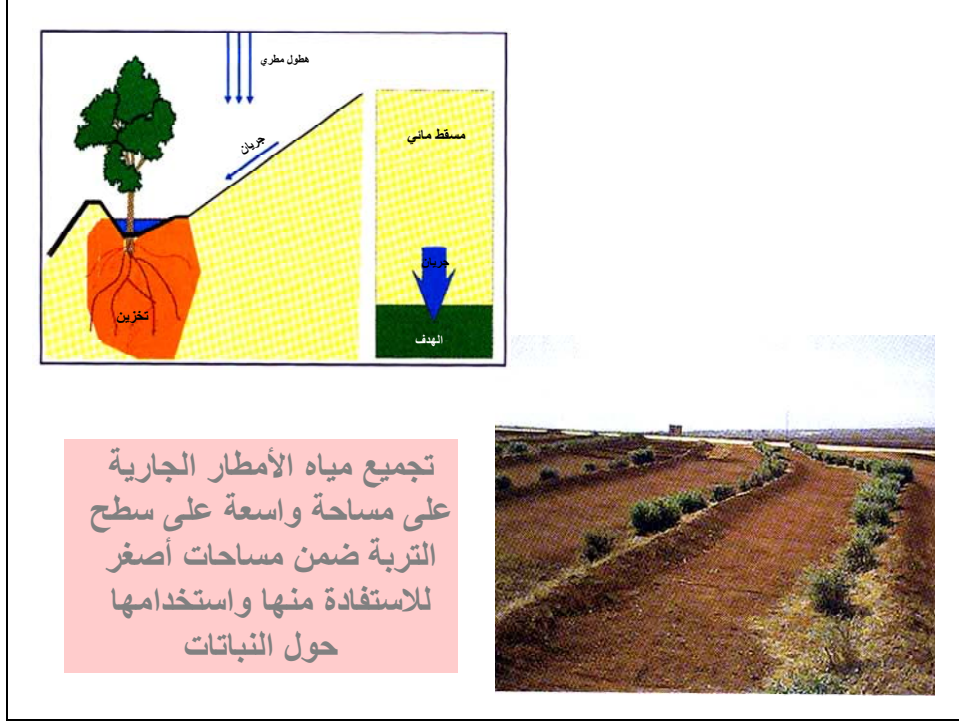 هطول مطري
جريان
مسقط مائي
جريان
تخزين
الهدف
تجميع مياه الأمطار الجارية
على مساحة واسعة على سطح
التربة ضمن مساحات أصغر
للاستفادة منها واستخدامها
حول النباتات